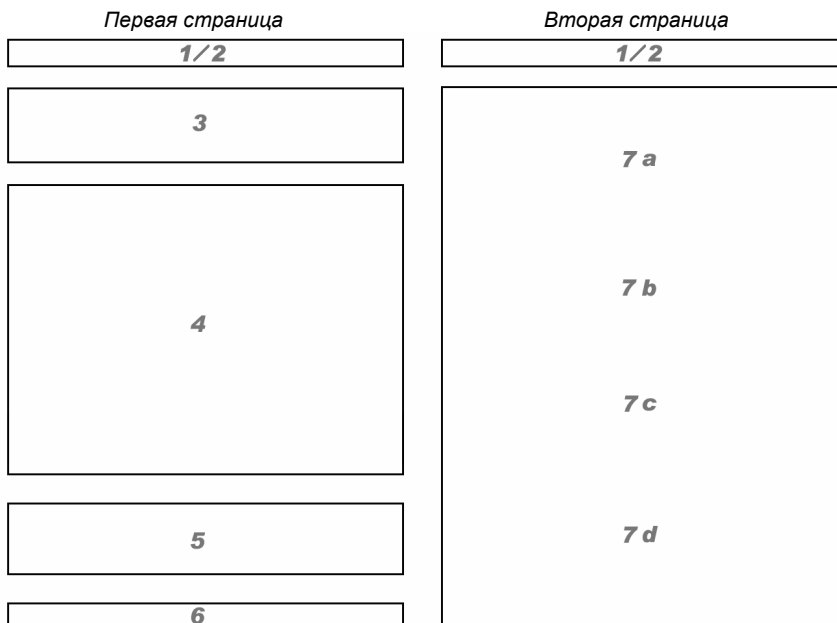 Первая страница
1/2
3
4
5
6
Вторая страница
1/2
7 a
7 b
7 c
7 d